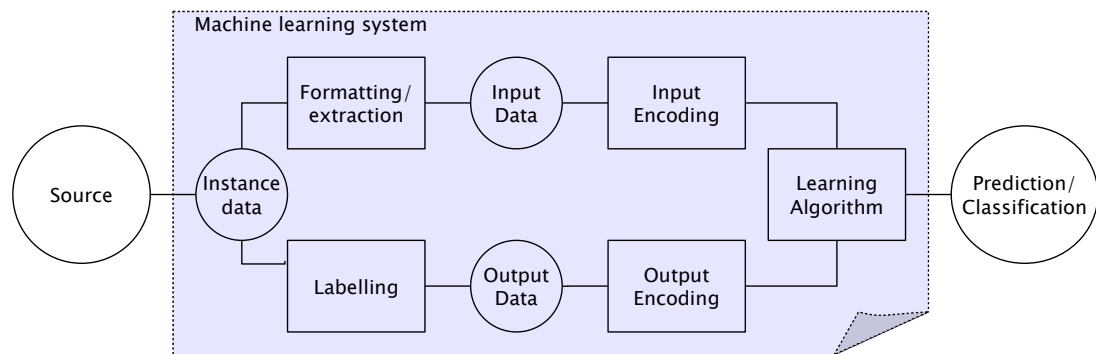 Machine learning system
Source
Instance
data
Formatting/
extraction
Input
Data
Input
Encoding
Labelling
Output
Data
Output
Encoding
Learning
Algorithm
Prediction/
Classification